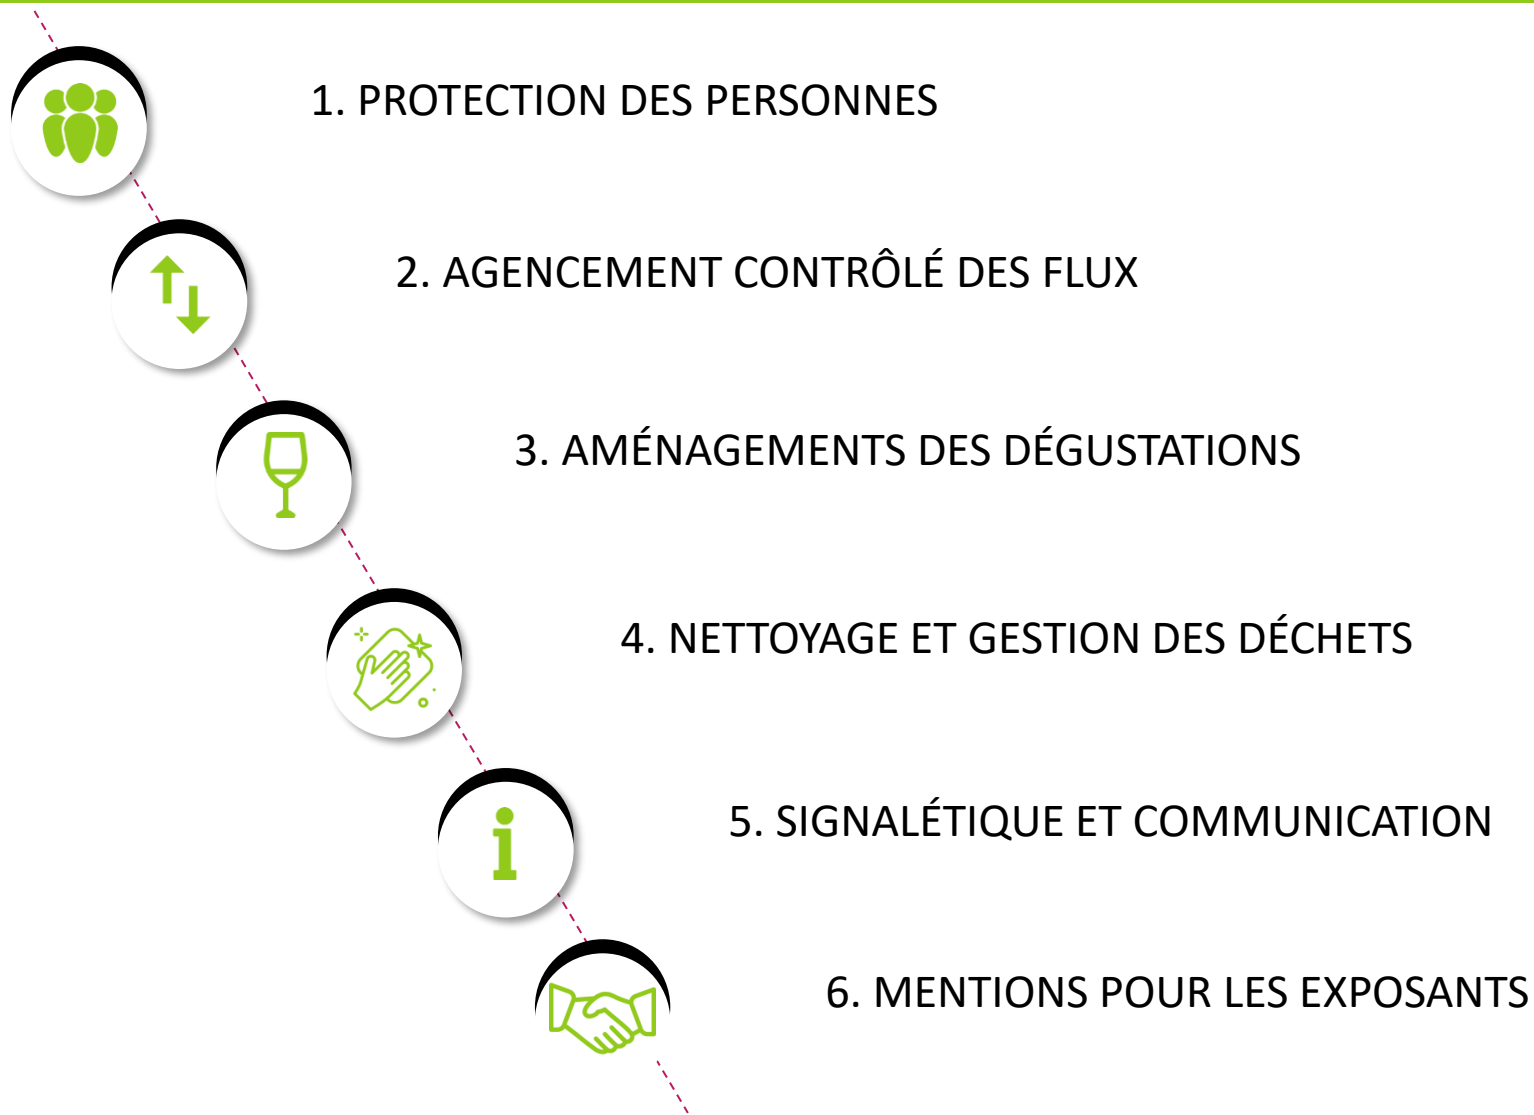 1. PROTECTION DES PERSONNES
2. AGENCEMENT CONTRÔLÉ DES FLUX
3. AMÉNAGEMENTS DES DÉGUSTATIONS
4. NETTOYAGE ET GESTION DES DÉCHETS
5. SIGNALÉTIQUE ET COMMUNICATION
6. MENTIONS POUR LES EXPOSANTS